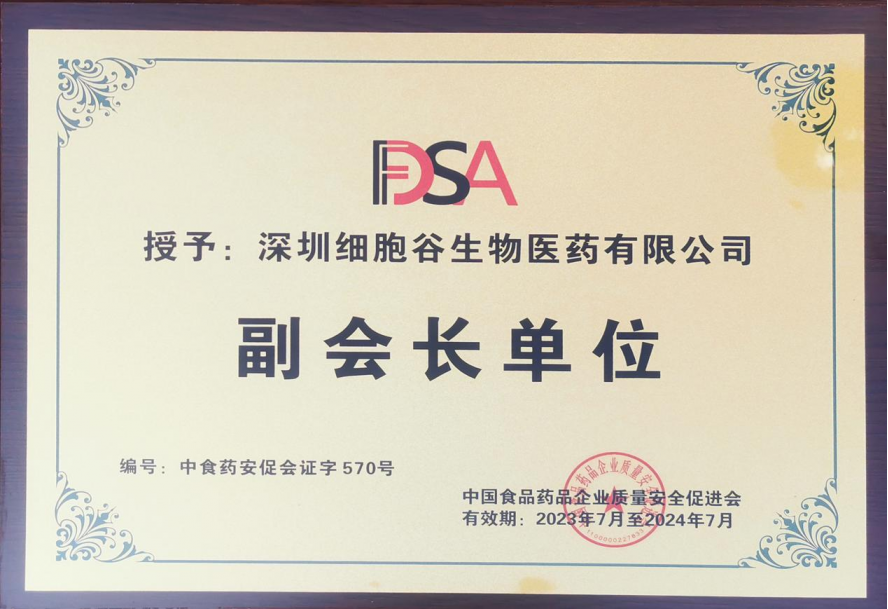 FDSA
授予：深圳细胞谷生物医药有限公司
副会长单位
编号：中食药安促会证字570号
中国食品药品企业质量安全促进会
有效期：2023年7月至2024年7月